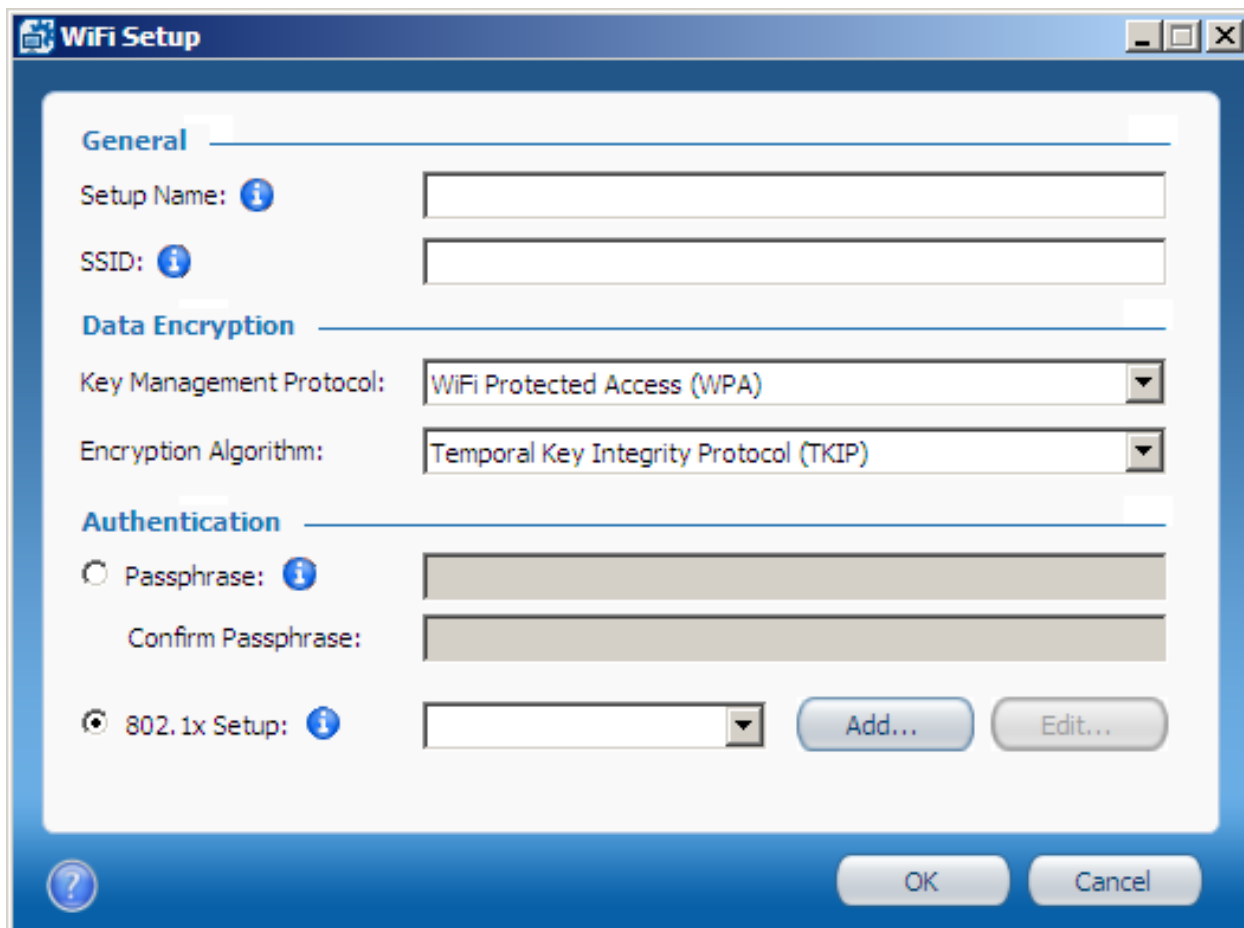 WiFi Setup
General
Setup Name:
SSID:
Data Encryption
Key Management Protocol: WiFi Protected Access (WPA)
Encryption Algorithm: Temporal Key Integrity Protocol (TKIP)
Authentication
Passphrase:
Confirm Passphrase:
802.1x Setup: Add... Edit...
? OK Cancel